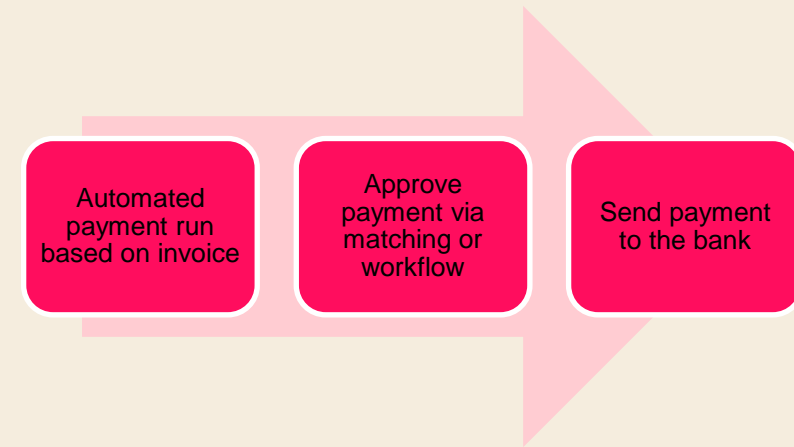 Automated
payment run
based on invoice
Approve
payment via
matching or
workflow
Send payment
to the bank